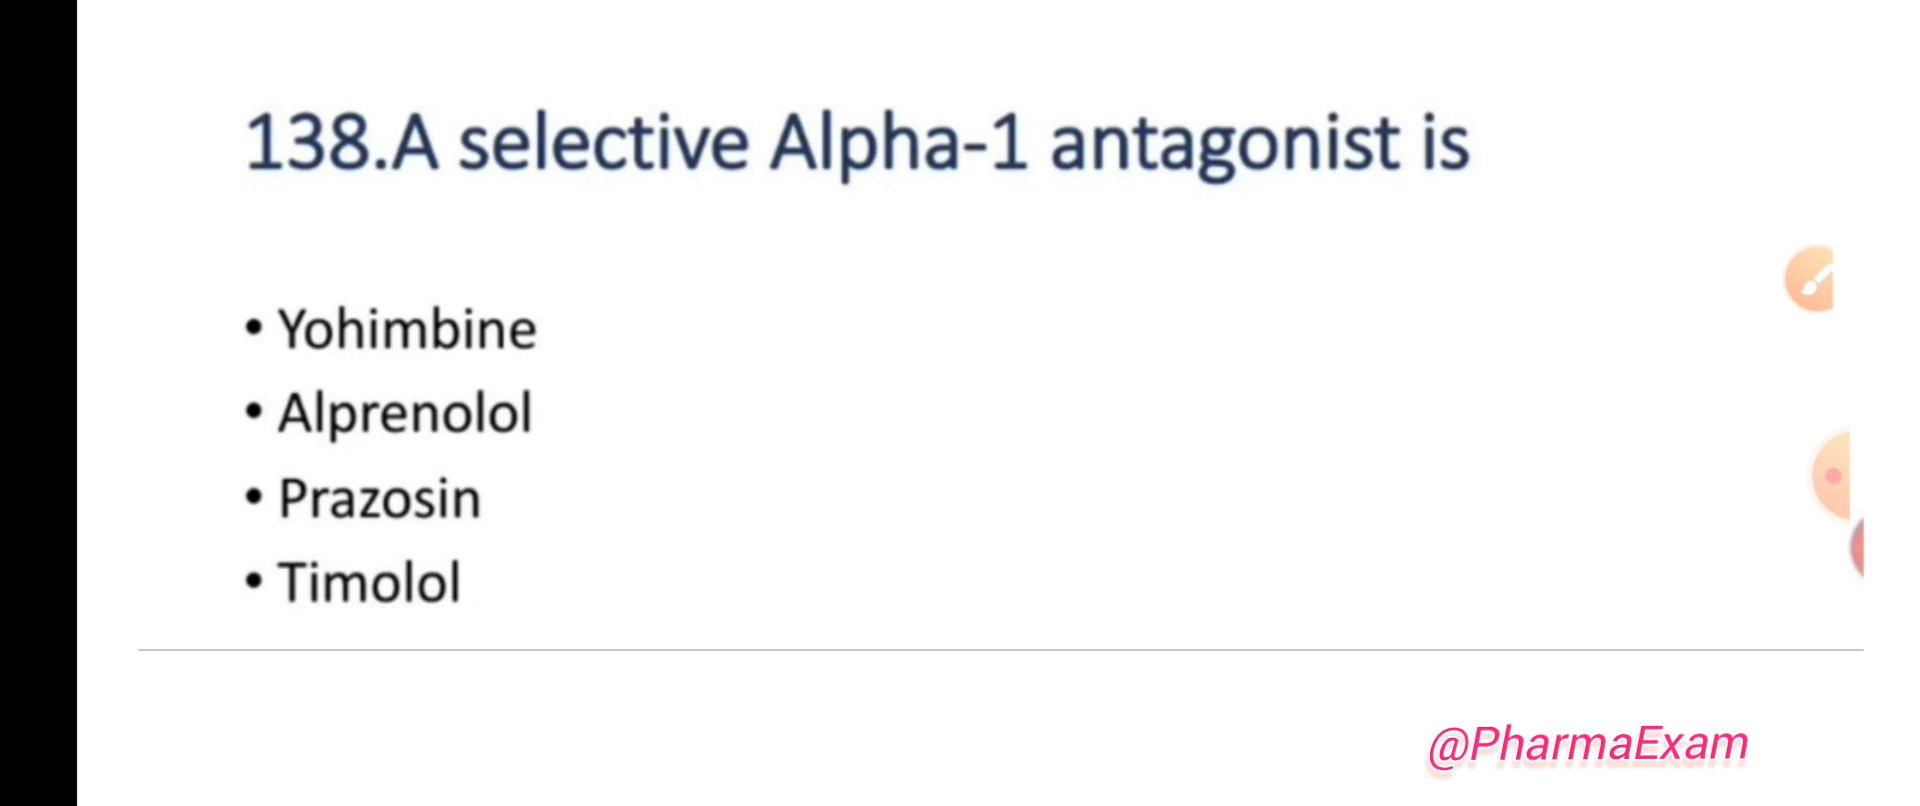 138.A selective Alpha-1 antagonist is
• Yohimbine
• Alprenolol
• Prazosin
• Timolol
@PharmaExam